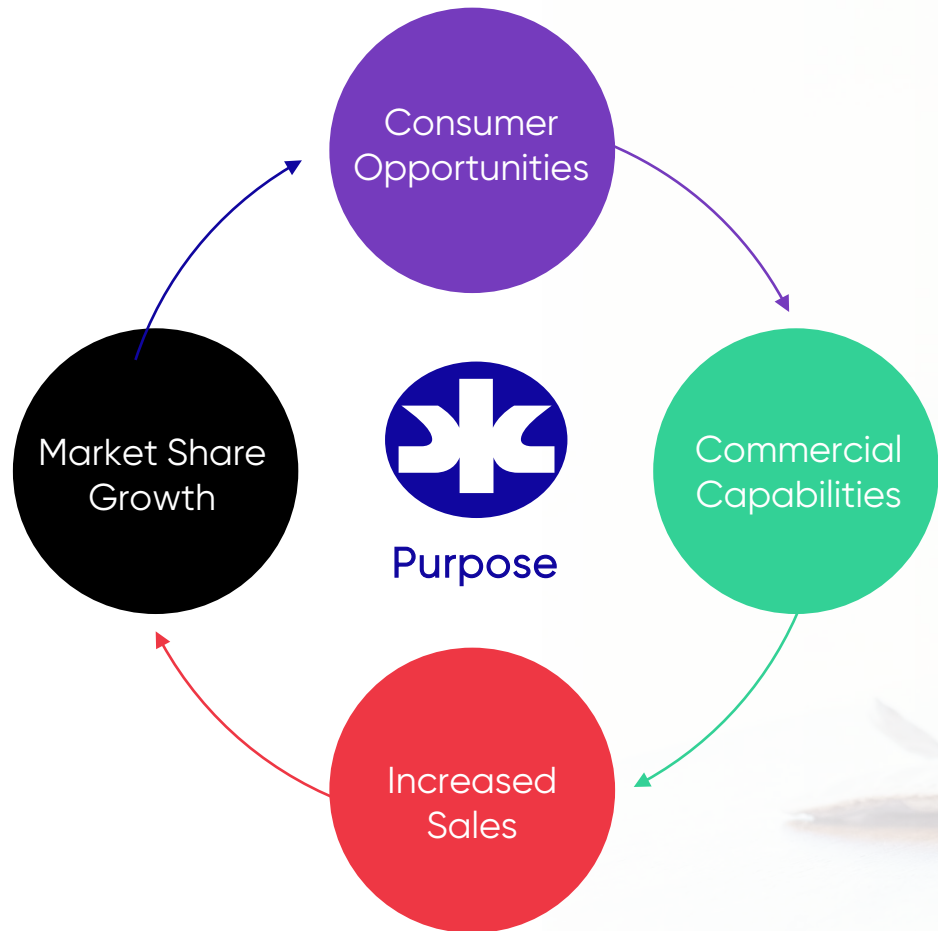 Consumer
Opportunities
Commercial
Capabilities
Increased
Sales
Market Share
Growth
Purpose